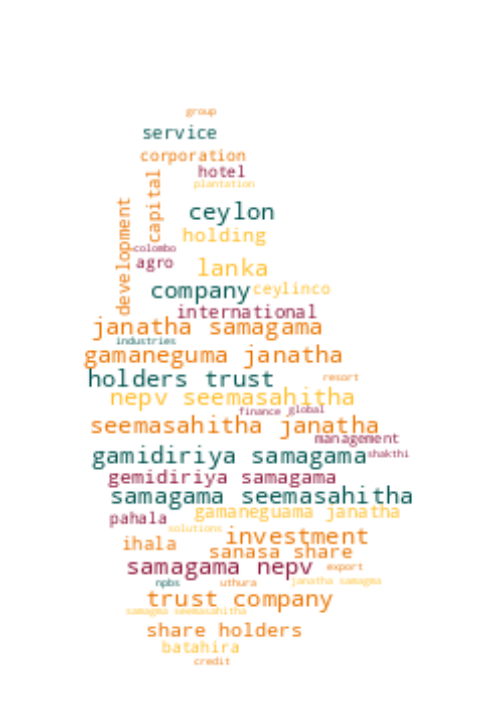 group
service
corporation
hotel
plantation
capital
development
ceylon
holding
colombo
agro
lanka
company ceylinco
international
janatha samagama
industries
gamaneguma janatha
holders trust
resort
nepv seemasahitha
finance global
seemasahitha janatha
management
gamidiriya samagama
shakthi
gemidiriya samagama
samagama seemasahitha
gamaneguama janatha
pahala
solutions
investment
ihala
sanasa share
samagama nepv
export
npbs
uthura
janatha samagma
trust company
samagma seemasahitha
share holders
batahira
credit